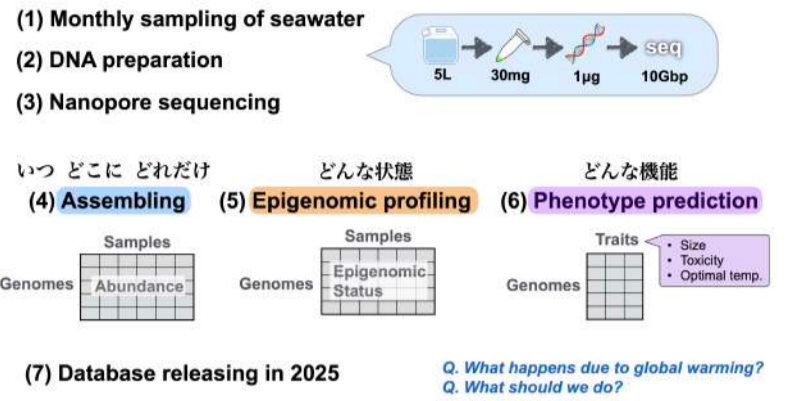 (1) Monthly sampling of seawater
(2) DNA preparation
(3) Nanopore sequencing
seq
5L 30mg 1μg 10Gbp
いつ どこに どれだけ
(4) Assembling
Samples
Genomes
Abundance
どんな状態
(5) Epigenomic profiling
Samples
Genomes
Epigenomic
Status
どんな機能
(6) Phenotype prediction
Traits
• Size
• Toxicity
• Optimal temp.
Genomes
(7) Database releasing in 2025
Q. What happens due to global warming?
Q. What should we do?